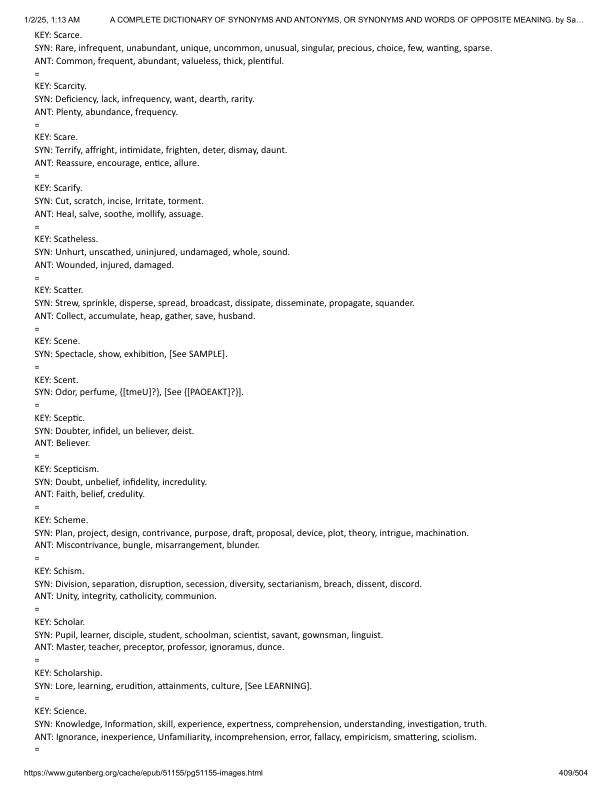 1/2/25, 1:13 AM A COMPLETE DICTIONARY OF SYNONYMS AND ANTONYMS, OR SYNONYMS AND WORDS OF OPPOSITE MEANING. by Sa…
KEY: Scarce.
SYN: Rare, infrequent, unabundant, unique, uncommon, unusual, singular, precious, choice, few, wanting, sparse.
ANT: Common, frequent, abundant, valueless, thick, plentiful.
=
KEY: Scarcity.
SYN: Deficiency, lack, infrequency, want, dearth, rarity.
ANT: Plenty, abundance, frequency.
=
KEY: Scare.
SYN: Terrify, affright, intimidate, frighten, deter, dismay, daunt.
ANT: Reassure, encourage, entice, allure.
=
KEY: Scarify.
SYN: Cut, scratch, incise, Irritate, torment.
ANT: Heal, salve, soothe, mollify, assuage.
=
KEY: Scatheless.
SYN: Unhurt, unscathed, uninjured, undamaged, whole, sound.
ANT: Wounded, injured, damaged.
=
KEY: Scatter.
SYN: Strew, sprinkle, disperse, spread, broadcast, dissipate, disseminate, propagate, squander.
ANT: Collect, accumulate, heap, gather, save, husband.
=
KEY: Scene.
SYN: Spectacle, show, exhibition, [See SAMPLE].
=
KEY: Scent.
SYN: Odor, perfume, {[tmeU]?}, [See {[PAOEAKT]?}].
=
KEY: Sceptic.
SYN: Doubter, infidel, un believer, deist.
ANT: Believer.
=
KEY: Scepticism.
SYN: Doubt, unbelief, infidelity, incredulity.
ANT: Faith, belief, credulity.
=
KEY: Scheme.
SYN: Plan, project, design, contrivance, purpose, draft, proposal, device, plot, theory, intrigue, machination.
ANT: Miscontrivance, bungle, misarrangement, blunder.
=
KEY: Schism.
SYN: Division, separation, disruption, secession, diversity, sectarianism, breach, dissent, discord.
ANT: Unity, integrity, catholicity, communion.
=
KEY: Scholar.
SYN: Pupil, learner, disciple, student, schoolman, scientist, savant, gownsman, linguist.
ANT: Master, teacher, preceptor, professor, ignoramus, dunce.
=
KEY: Scholarship.
SYN: Lore, learning, erudition, attainments, culture, [See LEARNING].
=
KEY: Science.
SYN: Knowledge, Information, skill, experience, expertness, comprehension, understanding, investigation, truth.
ANT: Ignorance, inexperience, Unfamiliarity, incomprehension, error, fallacy, empiricism, smattering, sciolism.
=
https://www.gutenberg.org/cache/epub/51155/pg51155-images.html 409/504